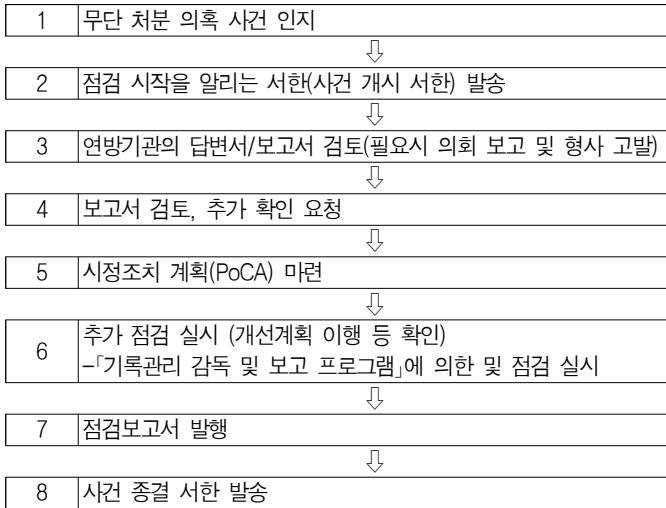 1 무단 처분 의혹 사건 인지
⇩
2 점검 시작을 알리는 서한(사건 개시 서한) 발송
⇩
3 연방기관의 답변서/보고서 검토(필요시 의회 보고 및 형사 고발)
⇩
4 보고서 검토, 추가 확인 요청
⇩
5 시정조치 계획(PoCA) 마련
⇩
6 추가 점검 실시 (개선계획 이행 등 확인)
–「기록관리 감독 및 보고 프로그램」에 의한 및 점검 실시
⇩
7 점검보고서 발행
⇩
8 사건 종결 서한 발송